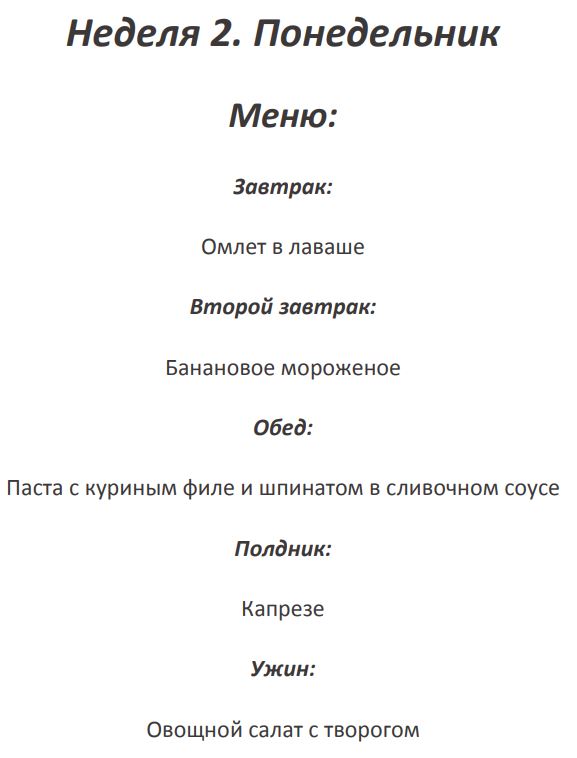 Неделя 2. Понедельник
Меню:
Завтрак:
Омлет в лаваше
Второй завтрак:
Банановое мороженое
Обед:
Паста с куриным филе и шпинатом в сливочном соусе
Полдник:
Капрезе
Ужин:
Овощной салат с творогом